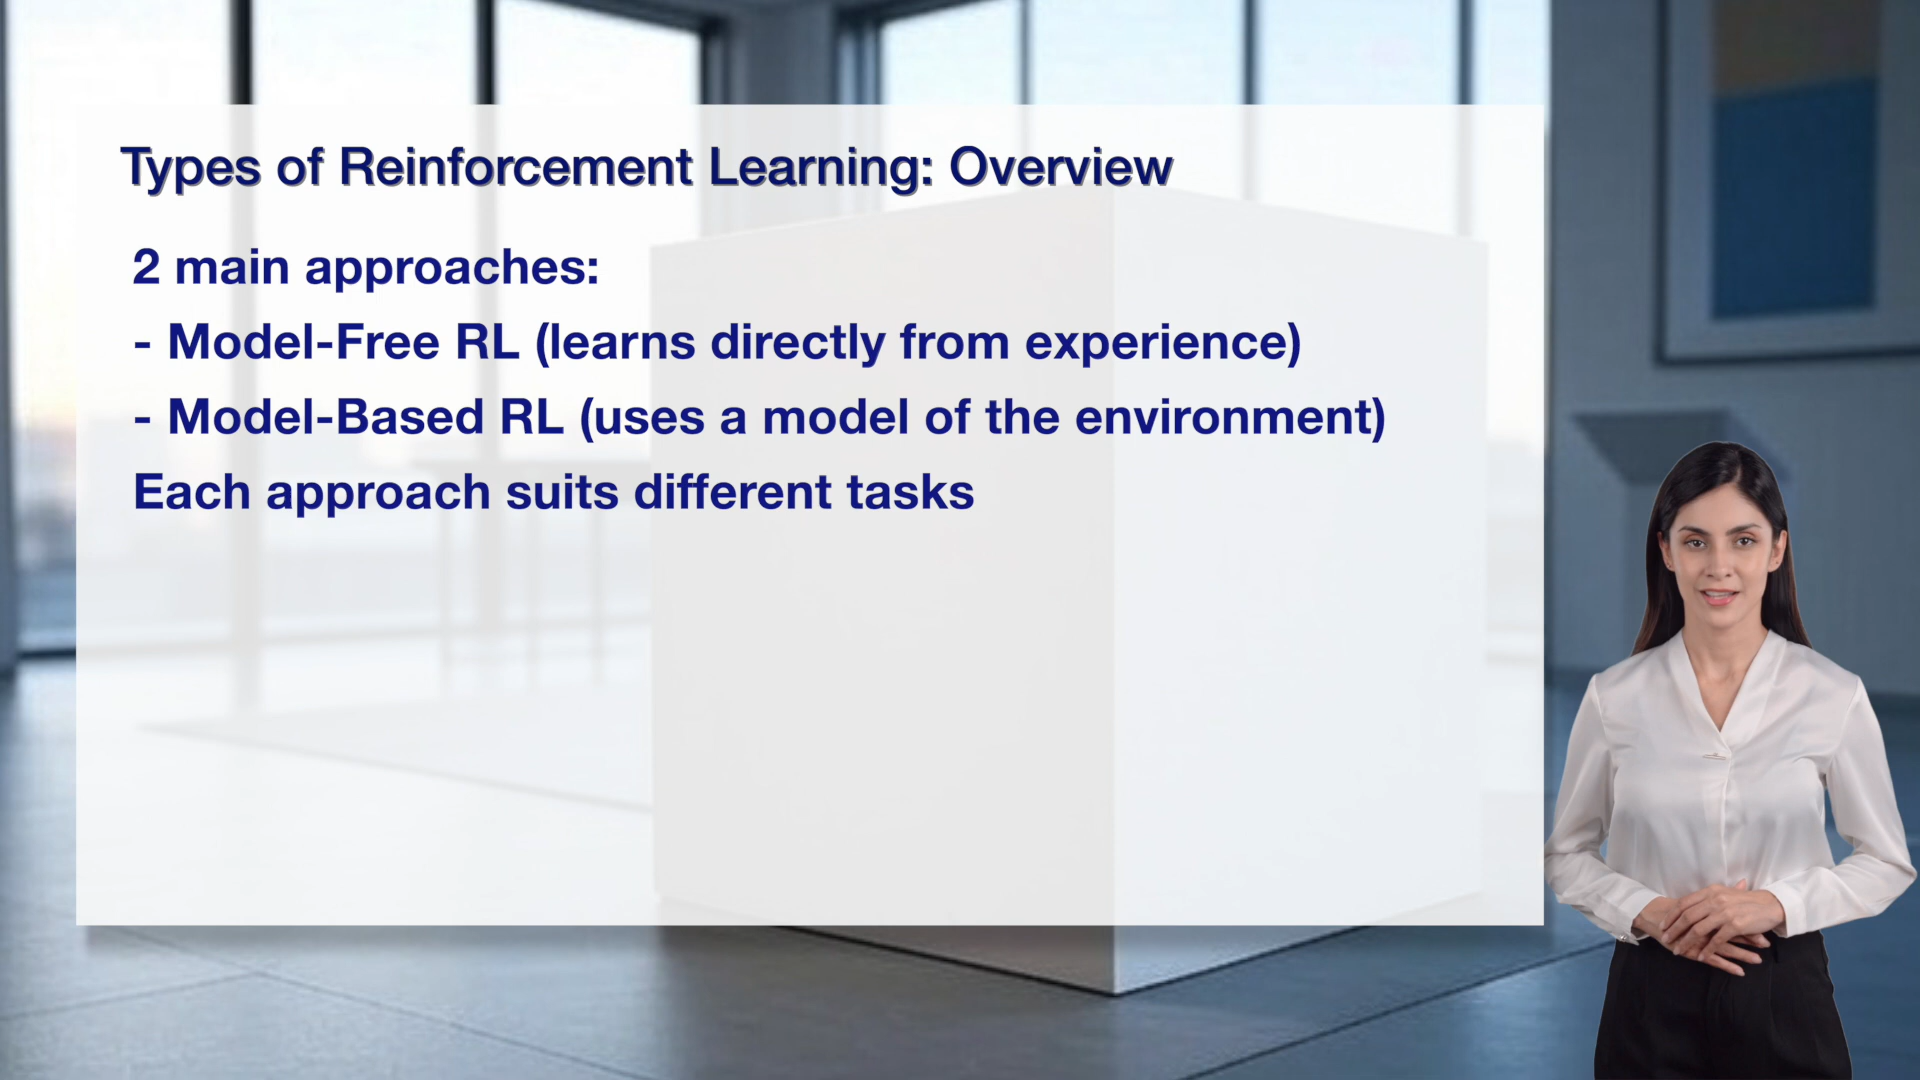 Types of Reinforcement Learning: Overview
2 main approaches:
- Model-Free RL (learns directly from experience)
- Model-Based RL (uses a model of the environment)
Each approach suits different tasks